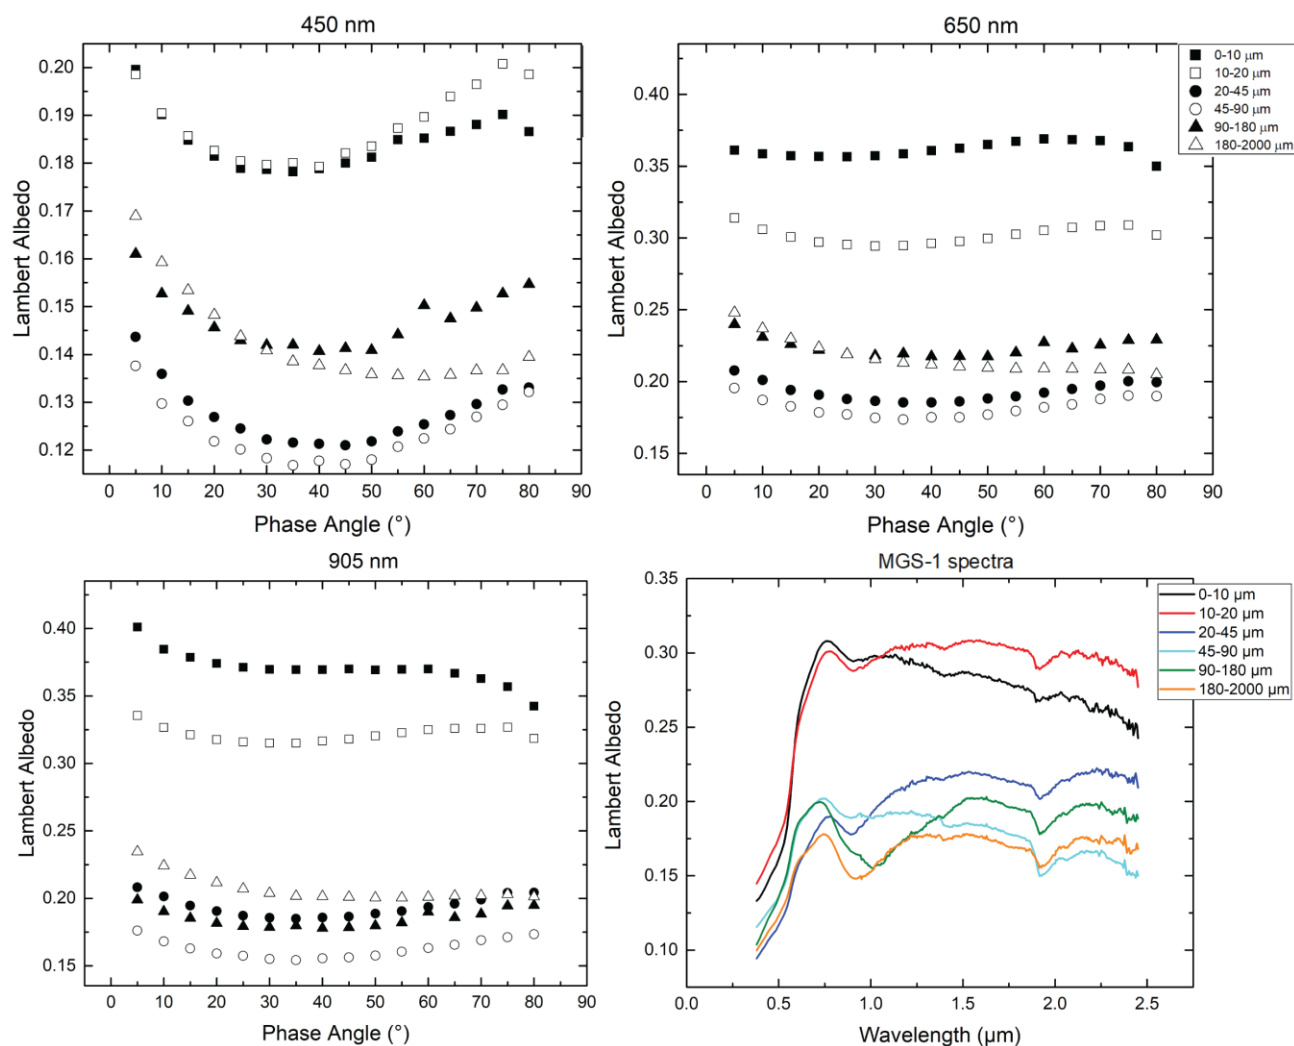 450 nm
0.20
0.19
0.18
0.17
0.16
0.15
0.14
0.13
0.12
Lambert Albedo
0 10 20 30 40 50 60 70 80 90
Phase Angle (°)
650 nm
0.40
0.35
0.30
0.25
0.20
0.15
Lambert Albedo
0 10 20 30 40 50 60 70 80 90
Phase Angle (°)
0-10 μm
10-20 μm
20-45 μm
45-90 μm
90-180 μm
180-2000 μm
905 nm
0.40
0.35
0.30
0.25
0.20
0.15
Lambert Albedo
0 10 20 30 40 50 60 70 80 90
Phase Angle (°)
MGS-1 spectra
0.35
0.30
0.25
0.20
0.15
0.10
Lambert Albedo
0.0 0.5 1.0 1.5 2.0 2.5
Wavelength (μm)
0-10 μm
10-20 μm
20-45 μm
45-90 μm
90-180 μm
180-2000 μm